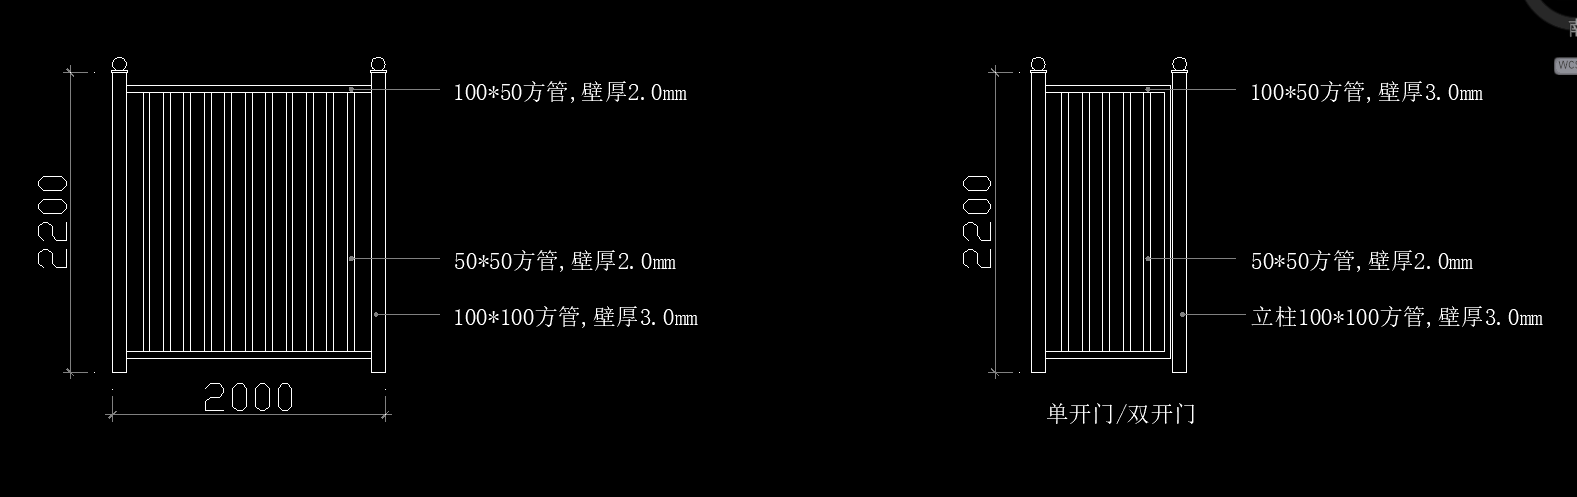 南
WCS
2200
100*50方管,壁厚2.0mm
50*50方管,壁厚2.0mm
100*100方管,壁厚3.0mm
2000
2200
100*50方管,壁厚3.0mm
50*50方管,壁厚2.0mm
立柱100*100方管,壁厚3.0mm
单开门/双开门